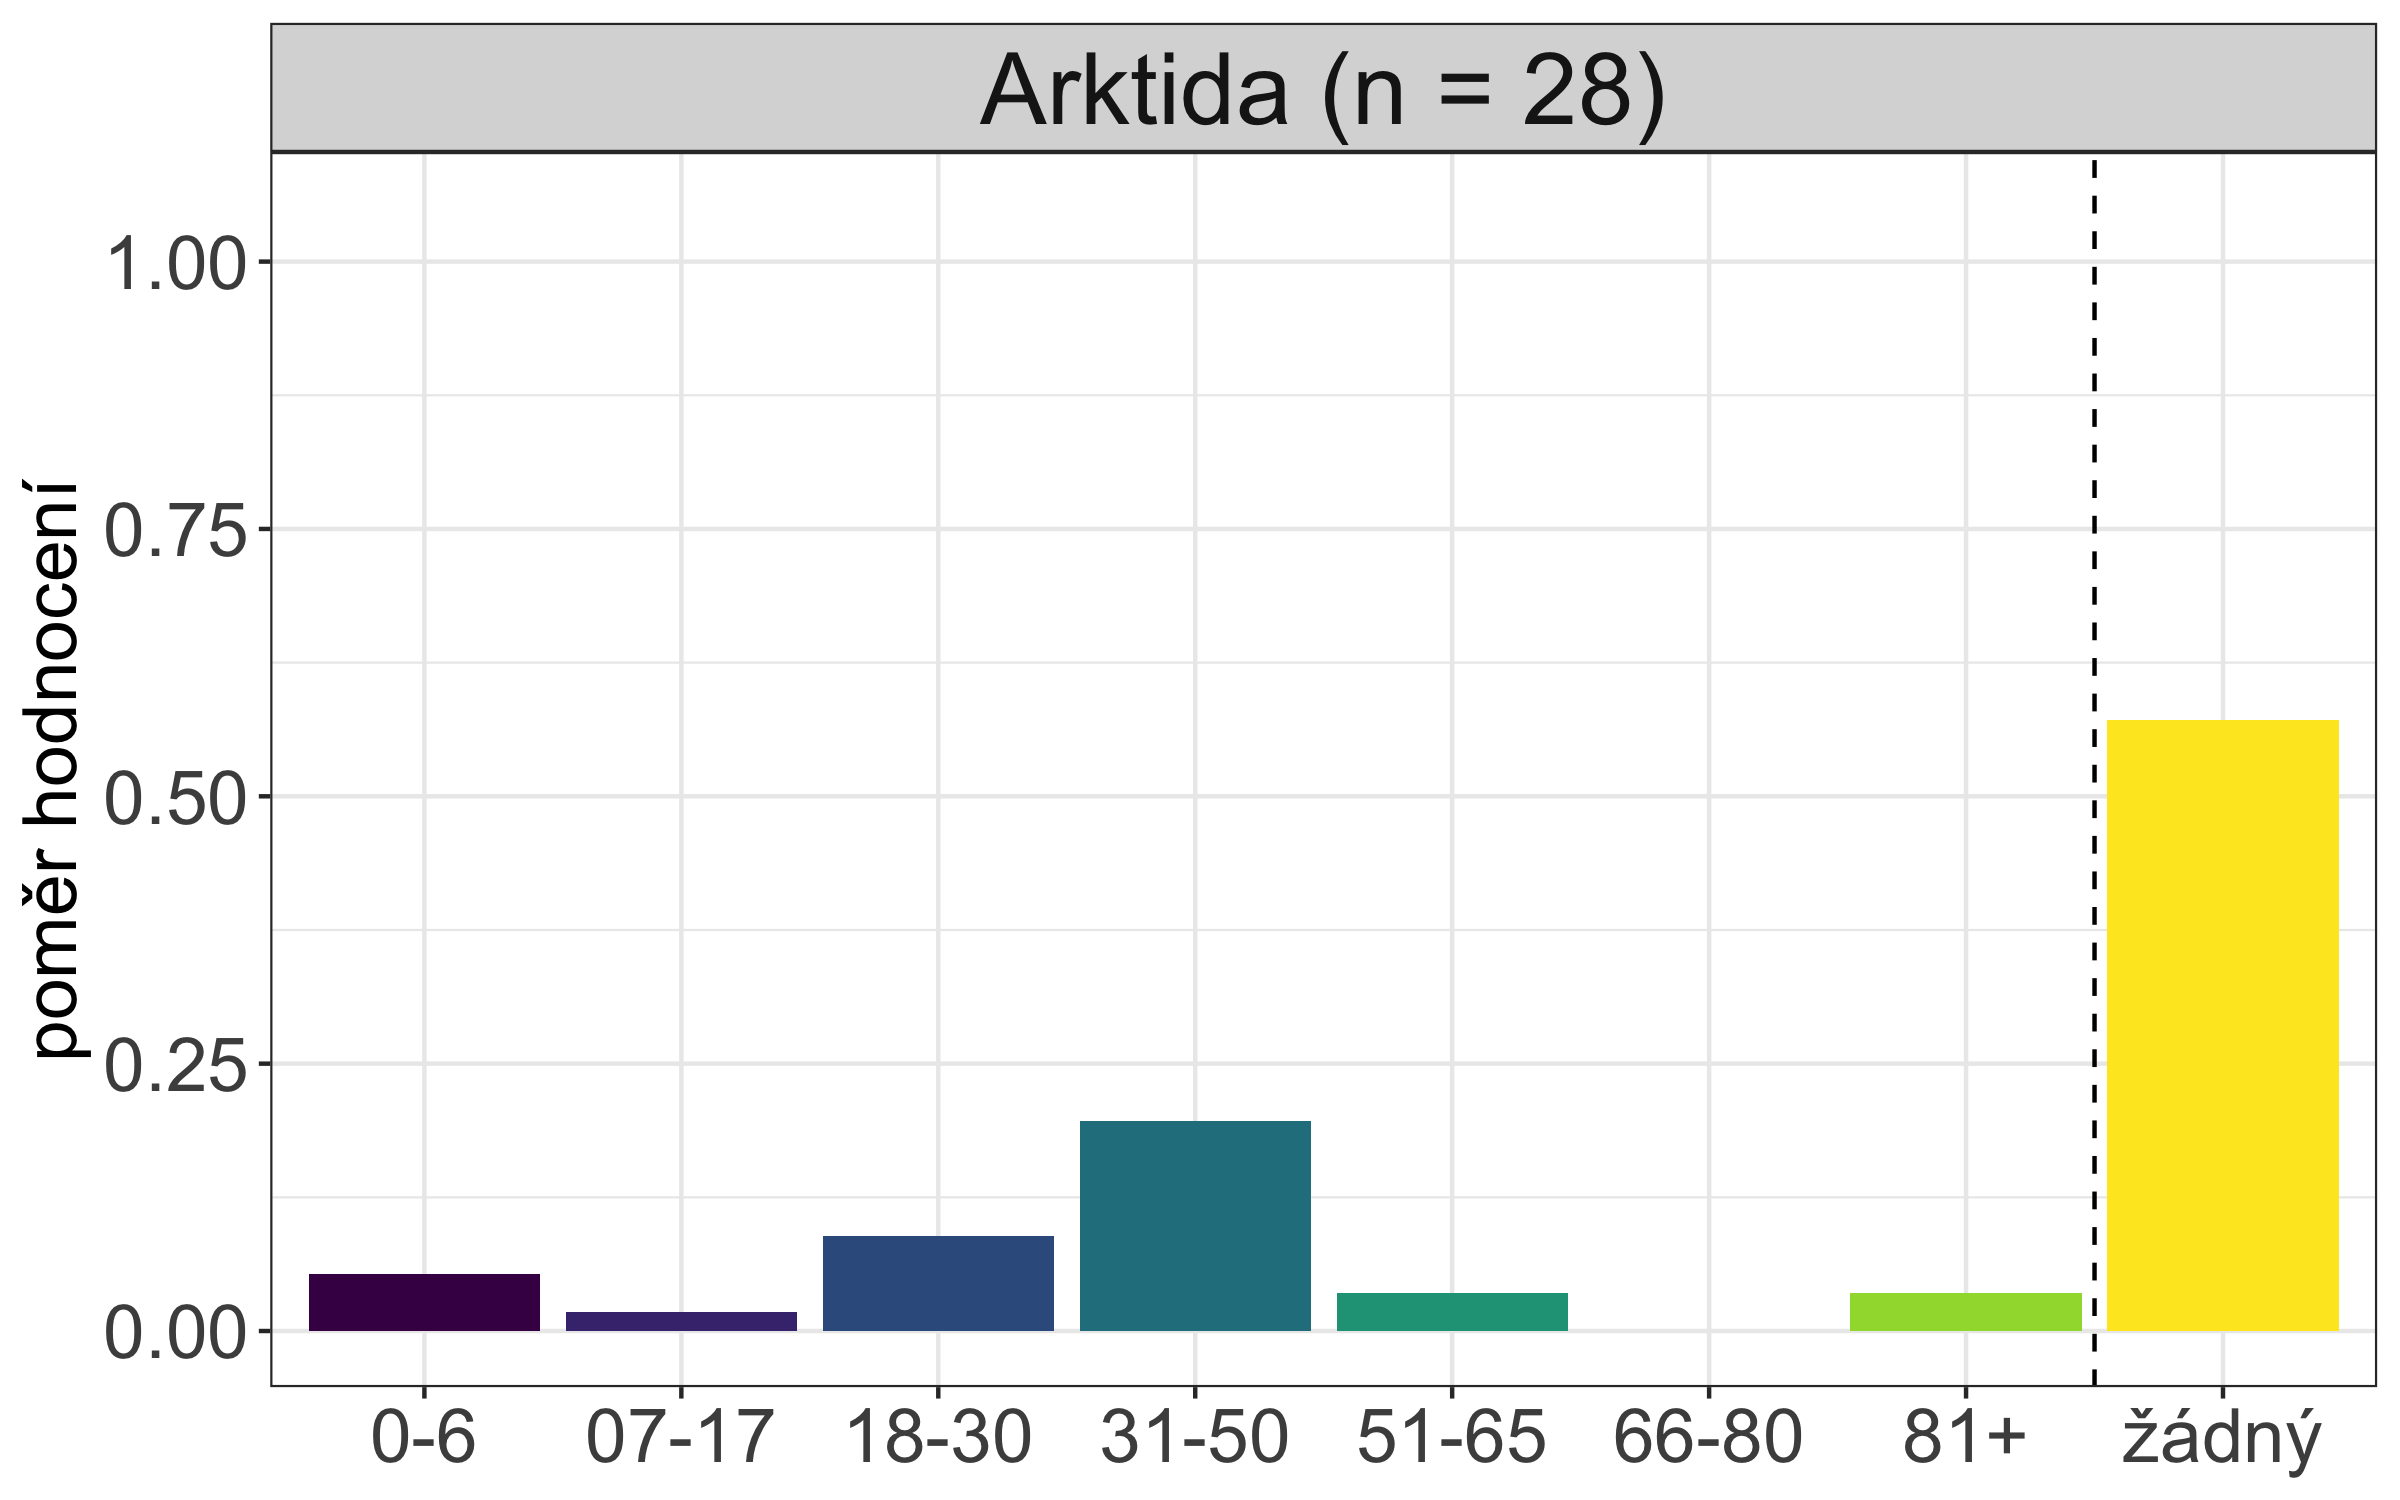 Arktida (n = 28)
poměr hodnocení
1.00
0.75
0.50
0.25
0.00
0-6 07-17 18-30 31-50 51-65 66-80 81+ žádný